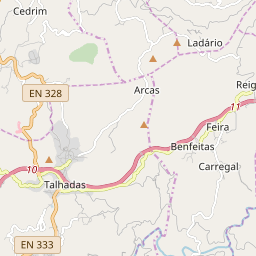 Cedrim
Ladário
EN 328
Arcas
Reig
11
Feira
Benfeitas
Carregal
10
Talhadas
EN 333